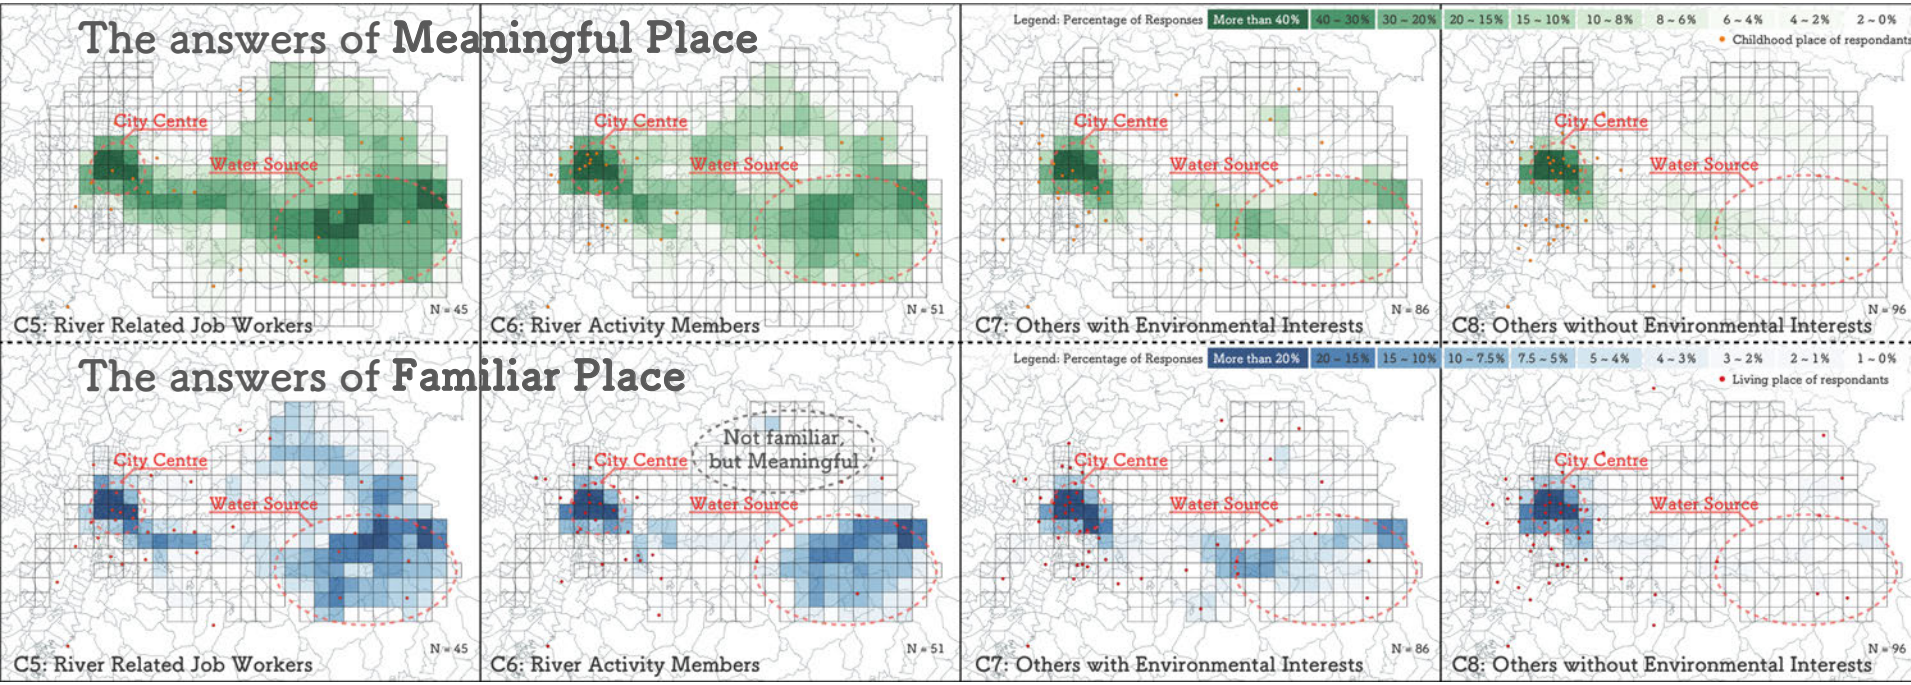 The answers of Meaningful Place
Legend: Percentage of Responses More than 40% 40 ~ 30% 30 ~ 20% 20 ~ 15% 15 ~ 10% 10 ~ 8% 8 ~ 6% 6 ~ 4% 4 ~ 2% 2 ~ 0%
Childhood place of respondants
City Centre
Water Source
N = 45
C5: River Related Job Workers
City Centre
Water Source
N = 51
C6: River Activity Members
City Centre
Water Source
N = 86
C7: Others with Environmental Interests
City Centre
Water Source
N = 96
C8: Others without Environmental Interests
The answers of Familiar Place
Legend: Percentage of Responses More than 20% 20 ~ 15% 15 ~ 10% 10 ~ 7.5% 7.5 ~ 5% 5 ~ 4% 4 ~ 3% 3 ~ 2% 2 ~ 1% 1 ~ 0%
Living place of respondants
City Centre
Water Source
N = 45
C5: River Related Job Workers
Not familiar,
but Meaningful
City Centre
Water Source
N = 51
C6: River Activity Members
City Centre
Water Source
N = 86
C7: Others with Environmental Interests
City Centre
Water Source
N = 96
C8: Others without Environmental Interests